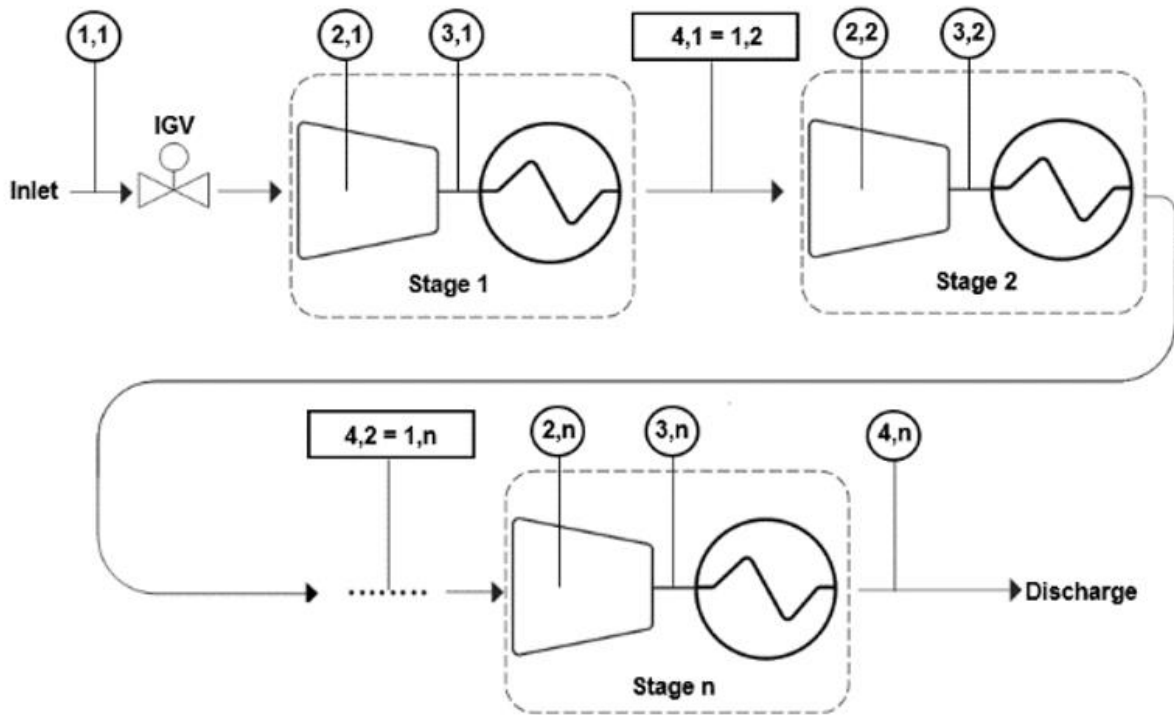 1,1
2,1
3,1
4,1 = 1,2
2,2
3,2
IGV
Inlet
Stage 1
Stage 2
4,2 = 1,n
2,n
3,n
4,n
Discharge
Stage n